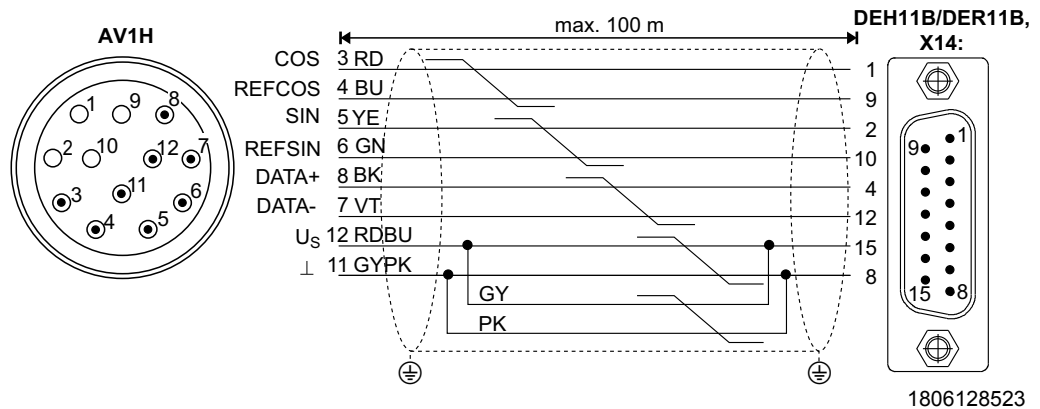 max. 100 m
DEH11B/DER11B,
X14:
AV1H
COS 3 RD 1
REFCOS 4 BU 9
SIN 5 YE 2
REFSIN 6 GN 10
DATA+ 8 BK 4
DATA- 7 VT 12
US 12 RDBU 15
⊥ 11 GYPK 8
GY
PK
1 9 8
2 10 12 7
3 11 6
4 5
9 1
15 8
1806128523